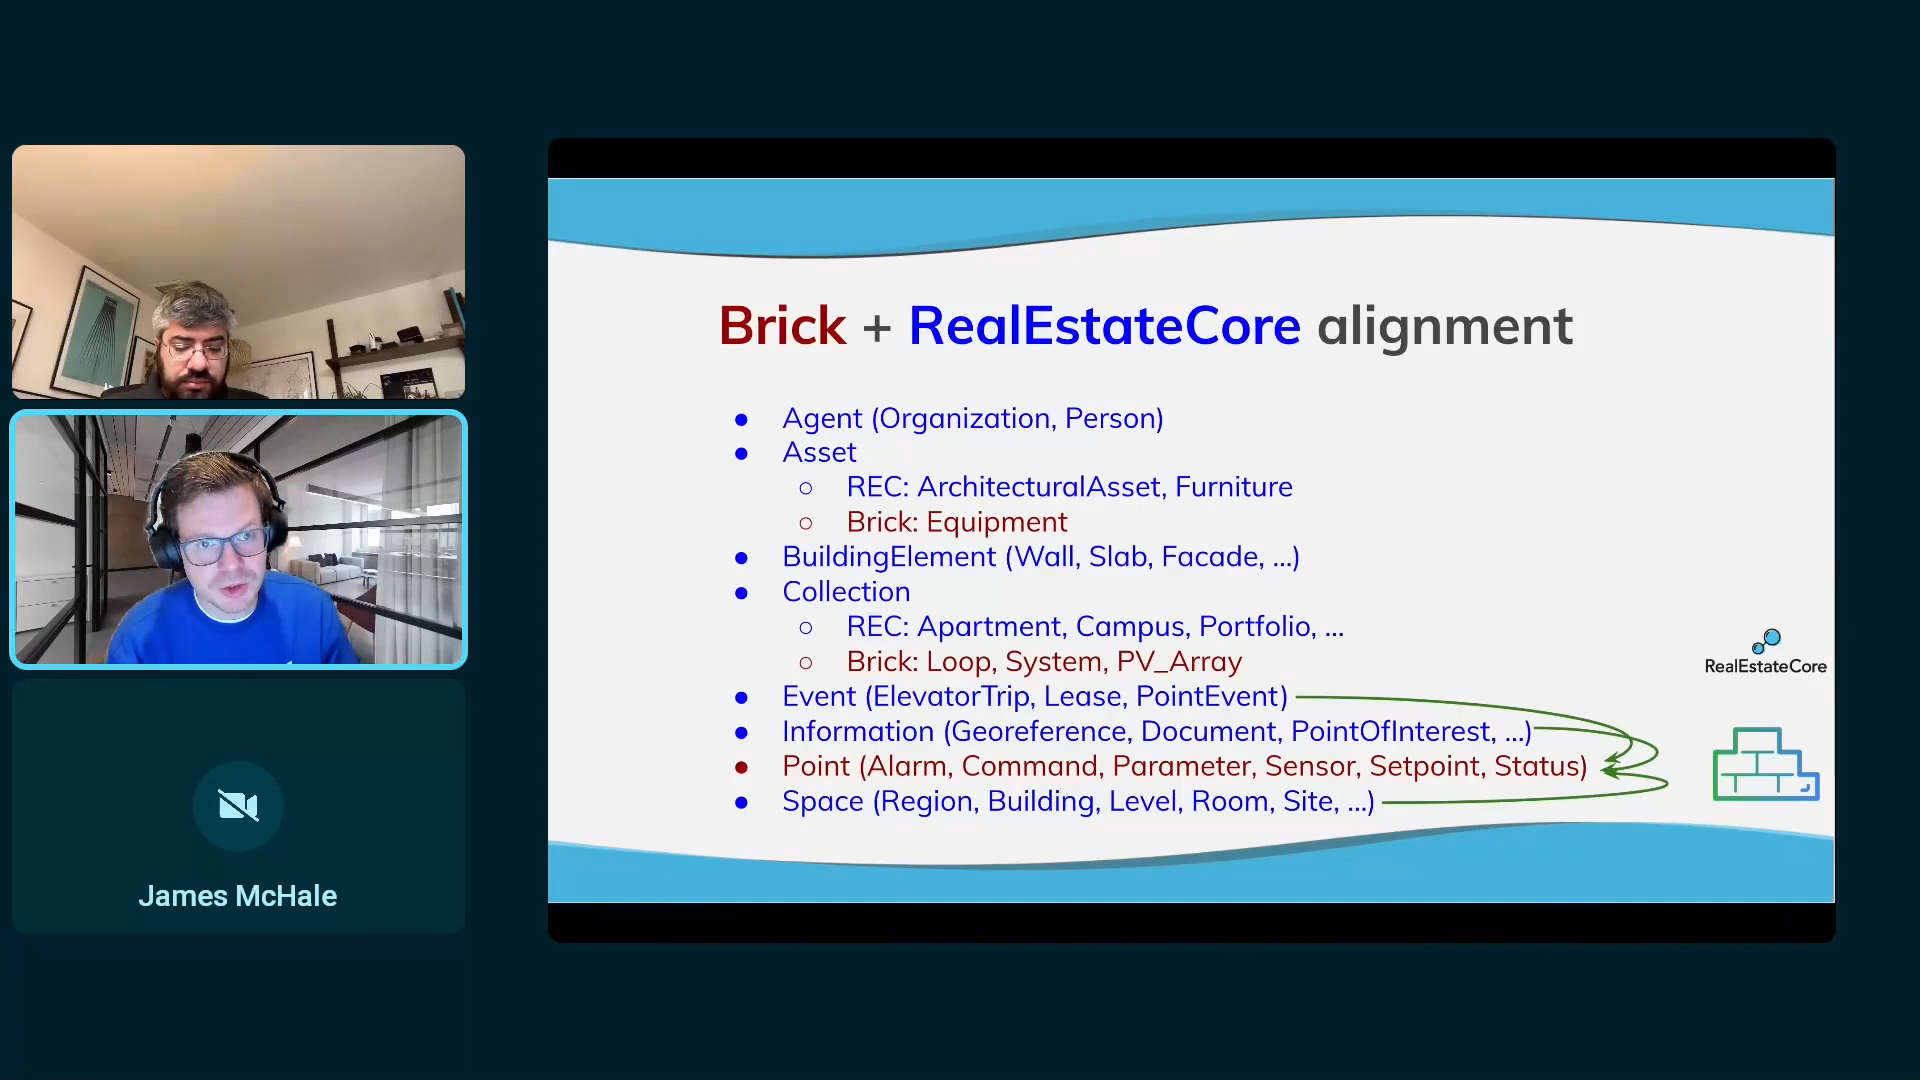 James McHale
Brick + RealEstateCore alignment
● Agent (Organization, Person)
● Asset
○ REC: ArchitecturalAsset, Furniture
○ Brick: Equipment
● BuildingElement (Wall, Slab, Facade, ...)
● Collection
○ REC: Apartment, Campus, Portfolio, ...
○ Brick: Loop, System, PV_Array
● Event (ElevatorTrip, Lease, PointEvent)
● Information (Georeference, Document, PointOfInterest, ...)
● Point (Alarm, Command, Parameter, Sensor, Setpoint, Status)
● Space (Region, Building, Level, Room, Site, ...)
RealEstateCore